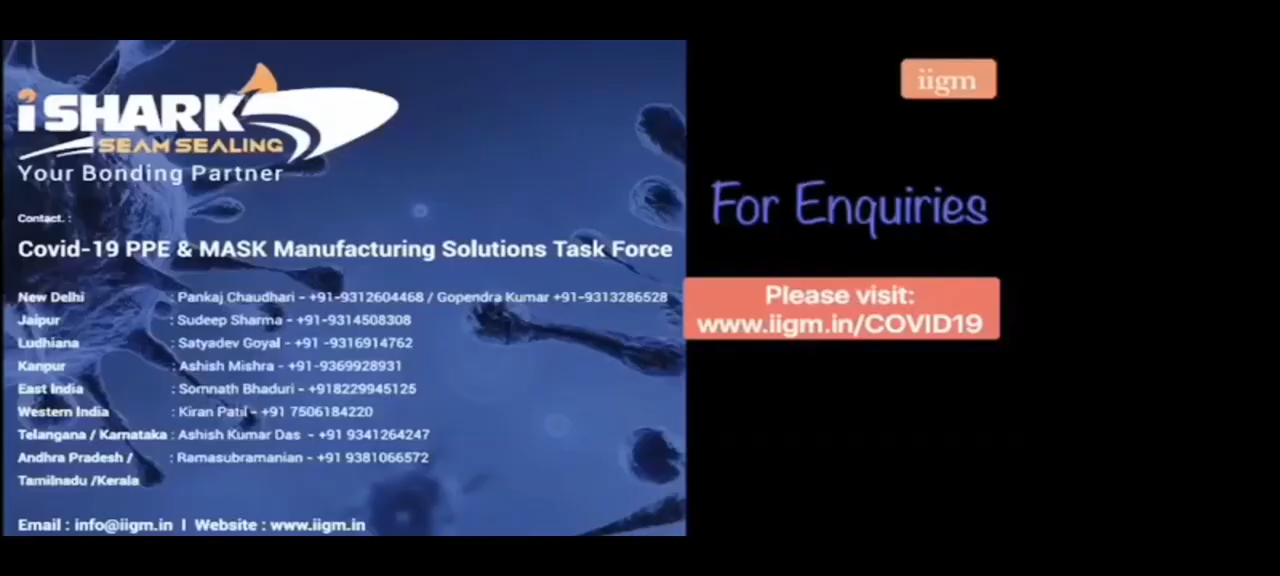 iSHARK
SEAM SEALING
Your Bonding Partner
Contact. :
Covid-19 PPE & MASK Manufacturing Solutions Task Force
New Delhi : Pankaj Chaudhari - +91-9312604468 / Gopendra Kumar +91-9313286528
Jaipur : Sudeep Sharma - +91-9314508308
Ludhiana : Satyadev Goyal - +91 -9316914762
Kanpur : Ashish Mishra - +91-9369928931
East India : Somnath Bhaduri - +918229945125
Western India : Kiran Patil - +91 7506184220
Telangana / Karnataka : Ashish Kumar Das - +91 9341264247
Andhra Pradesh / : Ramasubramanian - +91 9381066572
Tamilnadu /Kerala
Email : info@iigm.in I Website : www.iigm.in
iigm
For Enquiries
Please visit:
www.iigm.in/COVID19